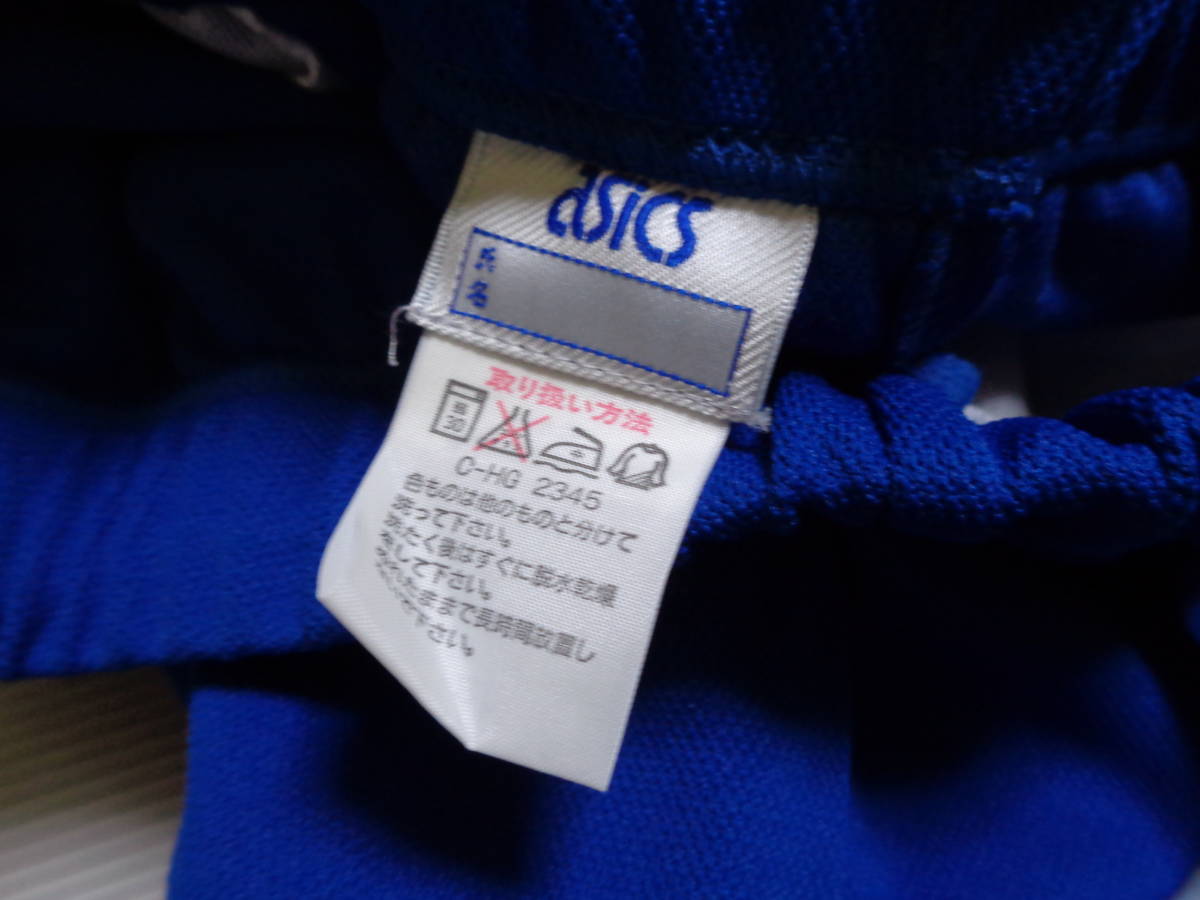 asics
氏名
取り扱い方法
30
中
C-HG 2345
色ものは他のものと分けて
洗って下さい。
洗たく後はすぐに脱水乾燥
をして下さい。
ぬれたままで長時間放置し
下さい。